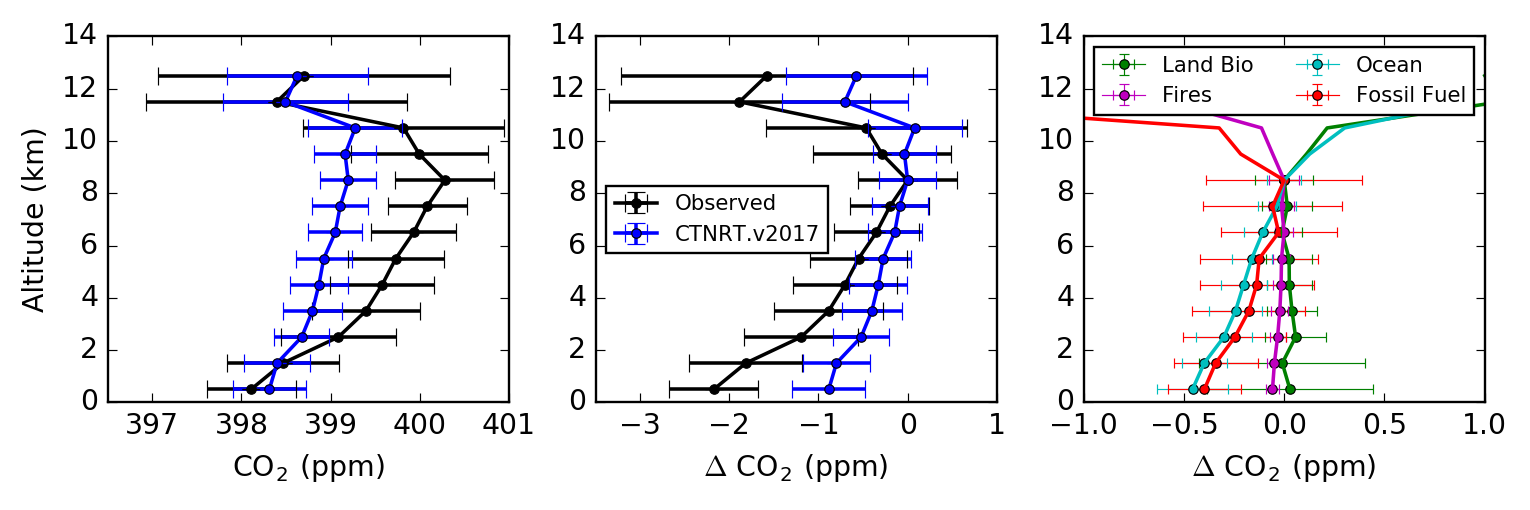 14
12
10
8
6
4
2
0
Altitude (km)
397 398 399 400 401
CO₂ (ppm)
14
12
10
8
6
4
2
0
Observed
CTNRT.v2017
−3 −2 −1 0 1
Δ CO₂ (ppm)
14
12
10
8
6
4
2
0
Land Bio Ocean
Fires Fossil Fuel
−1.0 −0.5 0.0 0.5 1.0
Δ CO₂ (ppm)